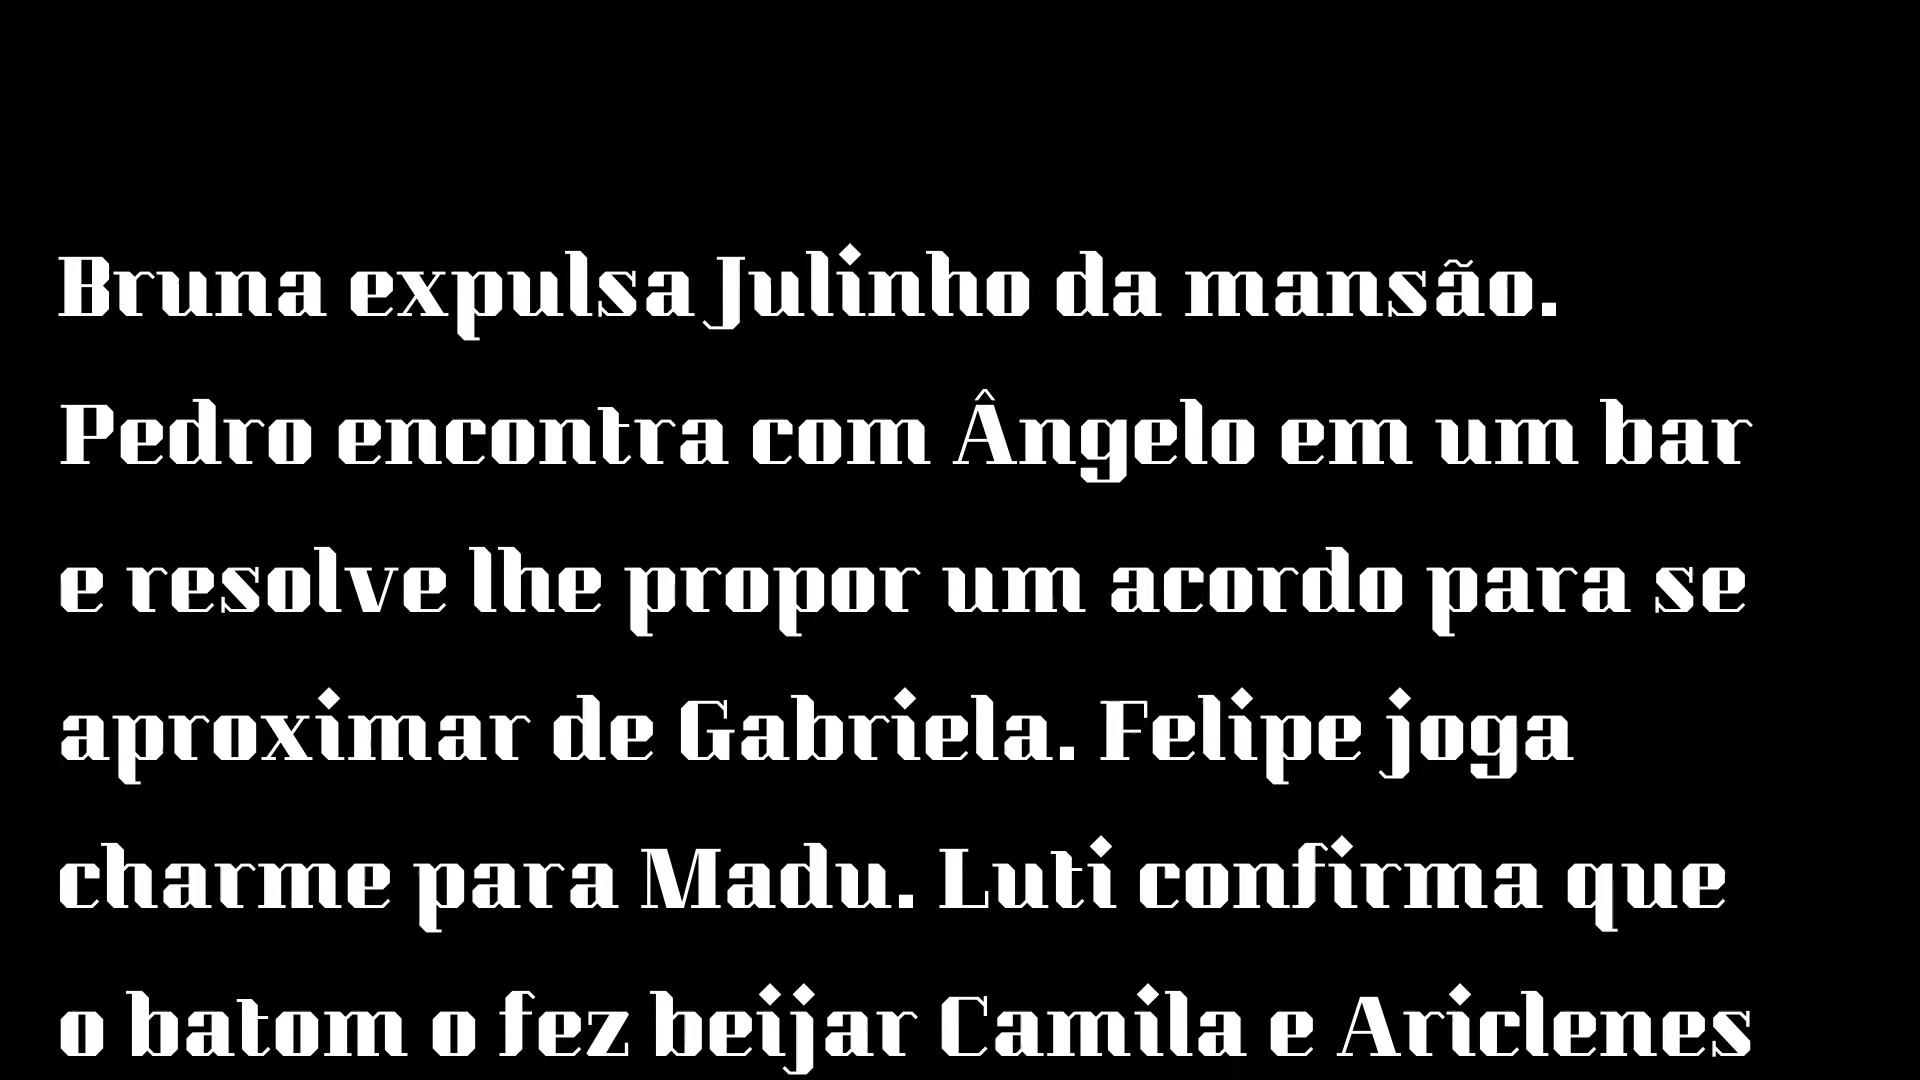 Bruna expulsa Julinho da mansão.
Pedro encontra com Ângelo em um bar
e resolve lhe propor um acordo para se
aproximar de Gabriela. Felipe joga
charme para Madu. Luti confirma que
o batom o fez beijar Camila e Ariclenes